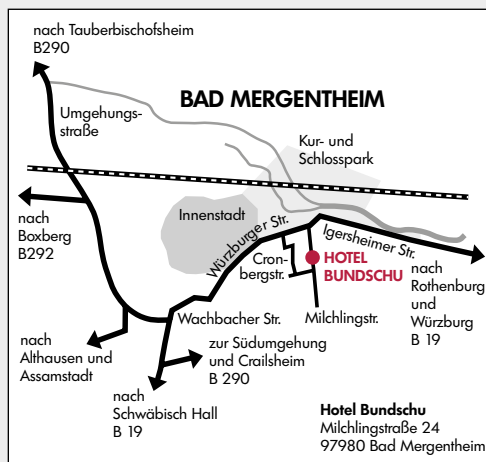 nach Tauberbischofsheim
B290
BAD MERGENTHEIM
Umgehungs-
straße
Kur- und
Schlosspark
Innenstadt
Würzburger Str.
Igersheimer Str.
nach
Boxberg
B292
Cron-
bergstr.
HOTEL
BUNDSCHU
nach
Rothenburg
und
Würzburg
B 19
Milchlingstr.
Wachbacher Str.
nach
Althausen und
Assamstadt
zur Südumgehung
und Crailsheim
B 290
nach
Schwäbisch Hall
B 19
Hotel Bundschu
Milchlingstraße 24
97980 Bad Mergentheim